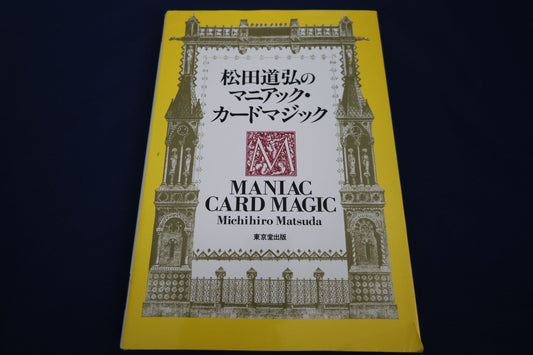 松田道弘の
マニアック・
カードマジック
M
MANIAC
CARD MAGIC
Michihiro Matsuda
東京堂出版